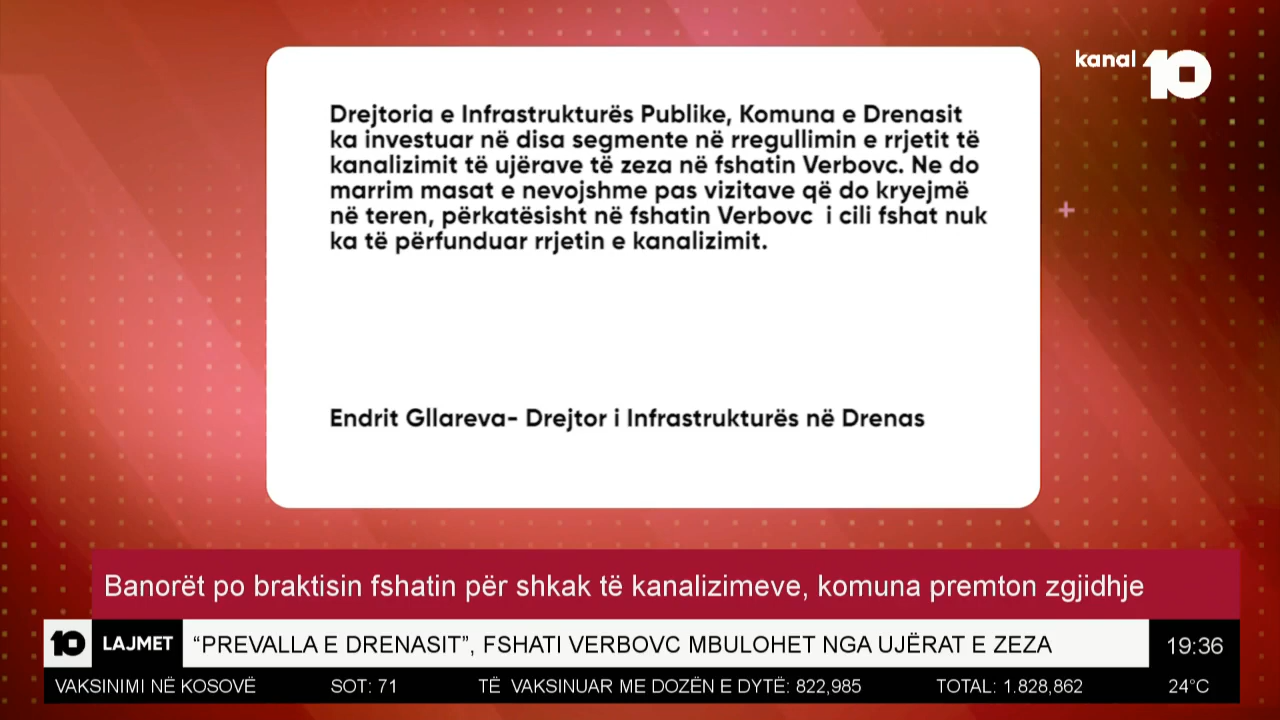 kanal 10
Drejtoria e Infrastrukturës Publike, Komuna e Drenasit
ka investuar në disa segmente në rregullimin e rrjetit të
kanalizimit të ujërave të zeza në fshatin Verbovc. Ne do
marrim masat e nevojshme pas vizitave që do kryejmë
në teren, përkatësisht në fshatin Verbovc i cili fshat nuk
ka të përfunduar rrjetin e kanalizimit.
Endrit Gllareva- Drejtor i Infrastrukturës në Drenas
Banorët po braktisin fshatin për shkak të kanalizimeve, komuna premton zgjidhje
10 LAJMET “PREVALLA E DRENASIT”, FSHATI VERBOVC MBULOHET NGA UJËRAT E ZEZA 19:36
VAKSINIMI NË KOSOVË SOT: 71 TË VAKSINUAR ME DOZËN E DYTË: 822,985 TOTAL: 1.828,862 24°C